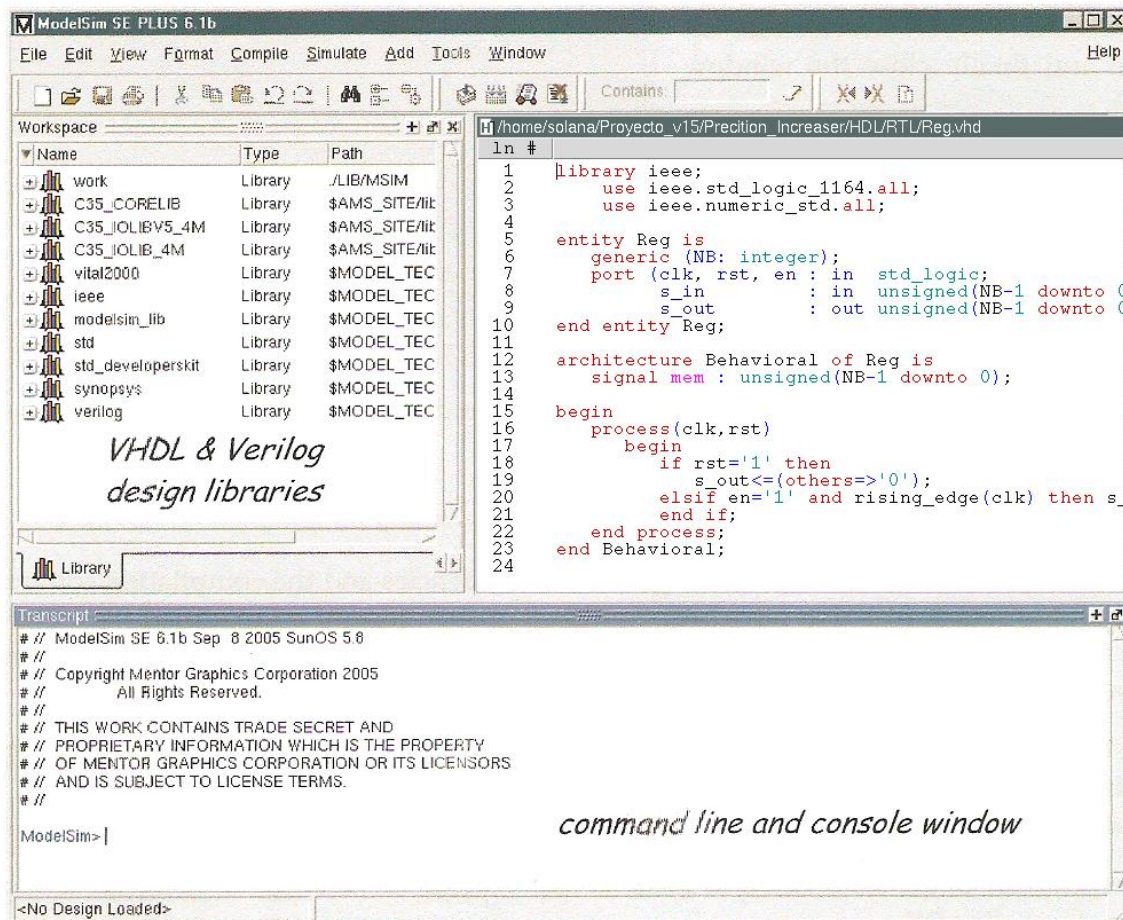 ModelSim SE PLUS 6.1b
File Edit View Format Compile Simulate Add Tools Window Help
Contains:
Workspace
Name Type Path
work Library ./LIB/MSIM
C35_CORELIB Library $AMS_SITE/lib
C35_IOLIBV5_4M Library $AMS_SITE/lib
C35_IOLIB_4M Library $AMS_SITE/lib
vital2000 Library $MODEL_TEC
ieee Library $MODEL_TEC
modelsim_lib Library $MODEL_TEC
std Library $MODEL_TEC
std_developerskit Library $MODEL_TEC
synopsys Library $MODEL_TEC
verilog Library $MODEL_TEC
VHDL & Verilog
design libraries
Library
/home/solana/Proyecto_v15/Precition_Increaser/HDL/RTL/Reg.vhd
ln #
1 library ieee;
2 use ieee.std_logic_1164.all;
3 use ieee.numeric_std.all;
4
5 entity Reg is
6 generic (NB: integer);
7 port (clk, rst, en : in std_logic;
8 s_in : in unsigned(NB-1 downto 0
9 s_out : out unsigned(NB-1 downto 0
10 end entity Reg;
11
12 architecture Behavioral of Reg is
13 signal mem : unsigned(NB-1 downto 0);
14
15 begin
16 process(clk,rst)
17 begin
18 if rst='1' then
19 s_out<=(others=>'0');
20 elsif en='1' and rising_edge(clk) then s_
21 end if;
22 end process;
23 end Behavioral;
24
Transcript
# // ModelSim SE 6.1b Sep 8 2005 SunOS 5.8
# //
# // Copyright Mentor Graphics Corporation 2005
# // All Rights Reserved.
# //
# // THIS WORK CONTAINS TRADE SECRET AND
# // PROPRIETARY INFORMATION WHICH IS THE PROPERTY
# // OF MENTOR GRAPHICS CORPORATION OR ITS LICENSORS
# // AND IS SUBJECT TO LICENSE TERMS.
# //
ModelSim>
command line and console window
<No Design Loaded>